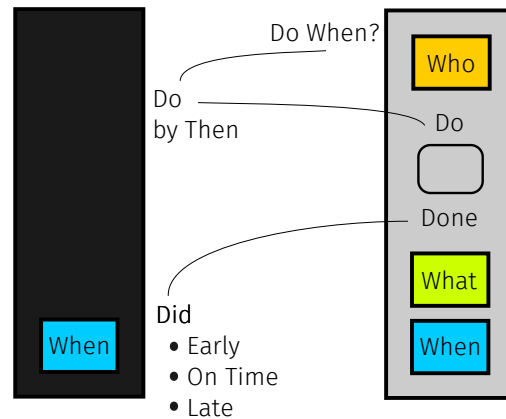 Do When?
Who
Do
by Then
Do
Done
What
When
When
Did
• Early
• On Time
• Late